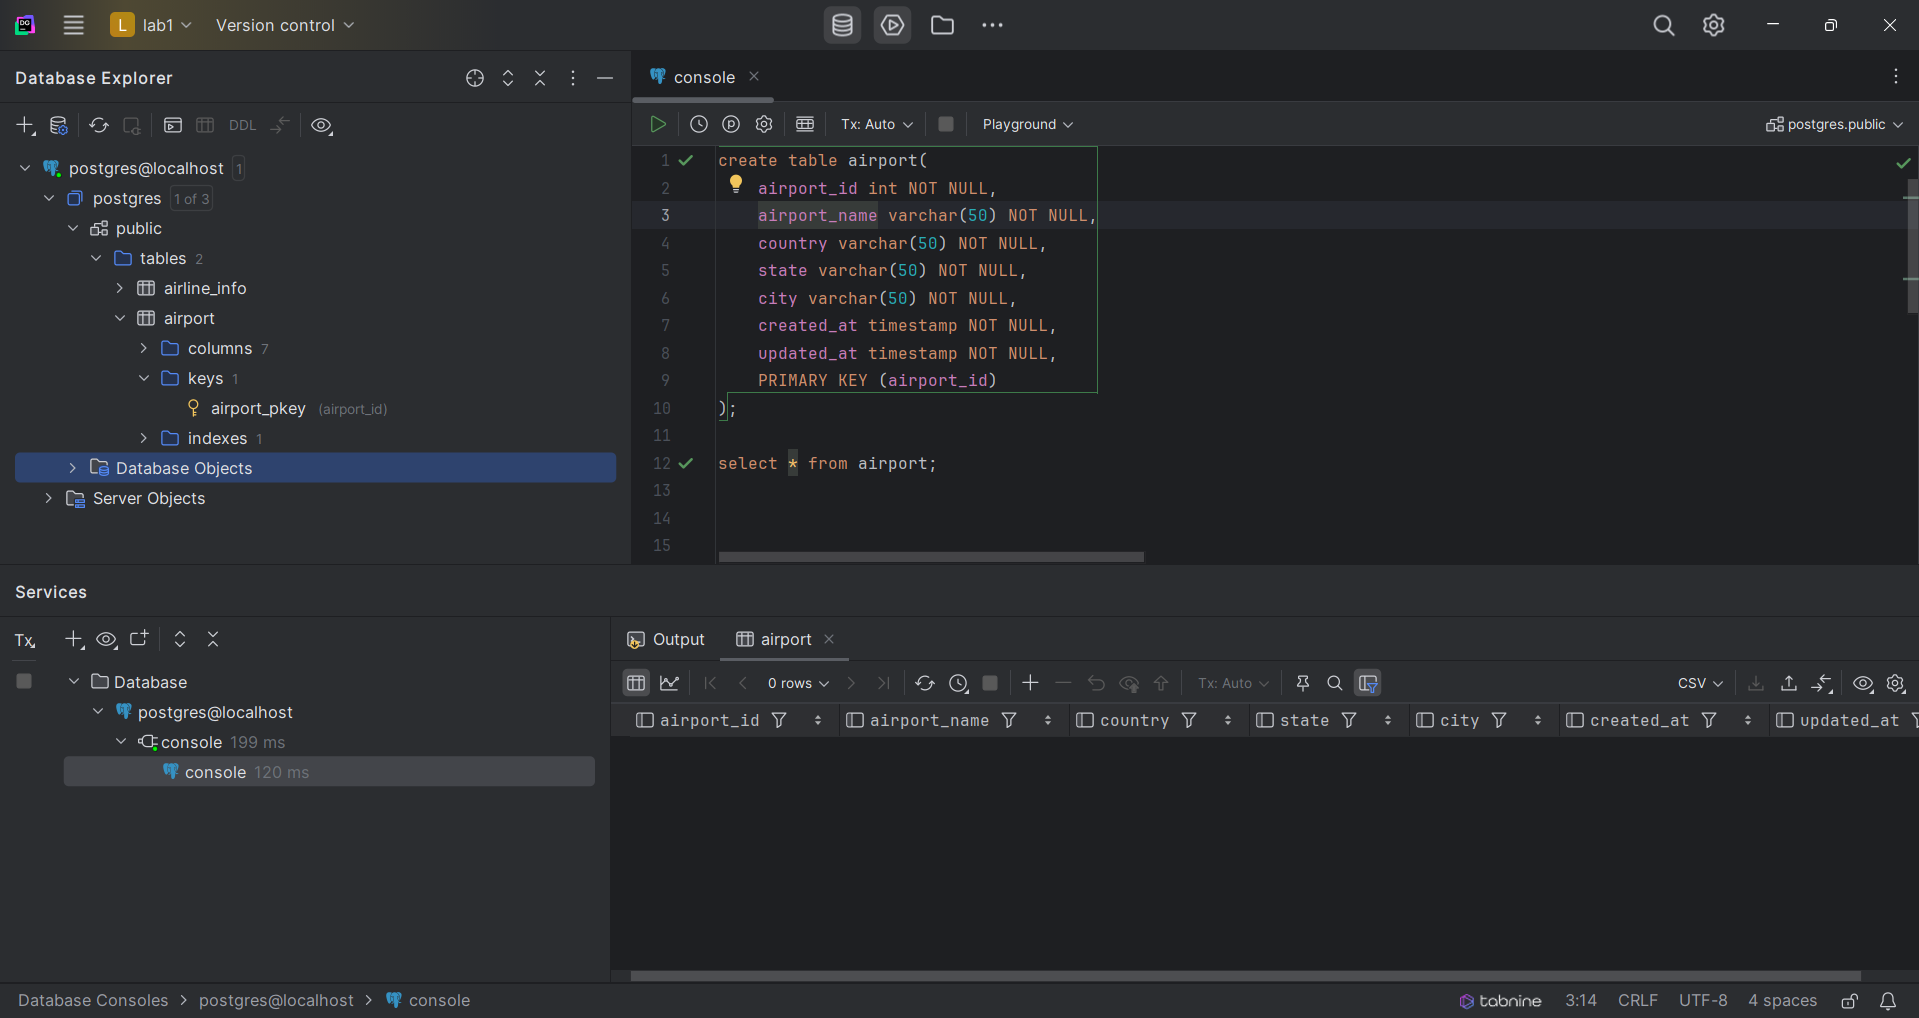 L lab1 Version control
Database Explorer
DDL
postgres@localhost 1
postgres 1 of 3
public
tables 2
airline_info
airport
columns 7
keys 1
airport_pkey (airport_id)
indexes 1
Database Objects
Server Objects
console
Tx: Auto Playground postgres.public
1 create table airport(
2 airport_id int NOT NULL,
3 airport_name varchar(50) NOT NULL,
4 country varchar(50) NOT NULL,
5 state varchar(50) NOT NULL,
6 city varchar(50) NOT NULL,
7 created_at timestamp NOT NULL,
8 updated_at timestamp NOT NULL,
9 PRIMARY KEY (airport_id)
10 );
11
12 select * from airport;
13
14
15
Services
Tx
Database
postgres@localhost
console 199 ms
console 120 ms
Output airport
0 rows Tx: Auto CSV
airport_id airport_name country state city created_at updated_at
Database Consoles > postgres@localhost > console
tabnine 3:14 CRLF UTF-8 4 spaces